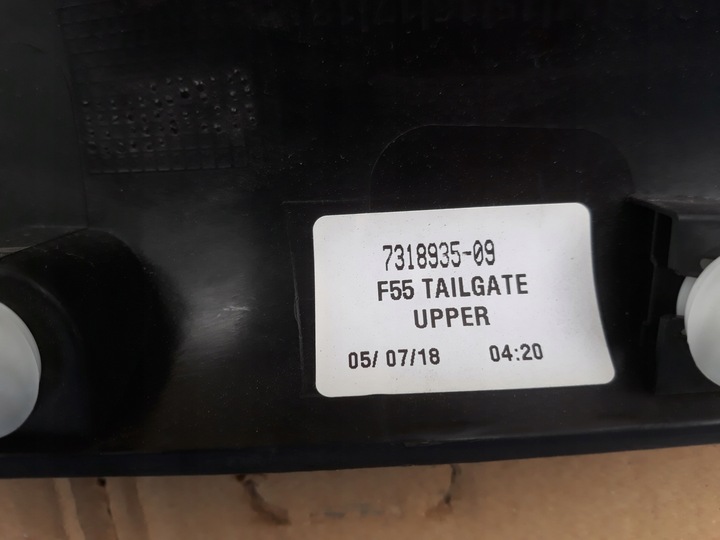 7318935-09
F55 TAILGATE
UPPER
05/ 07/18 04:20